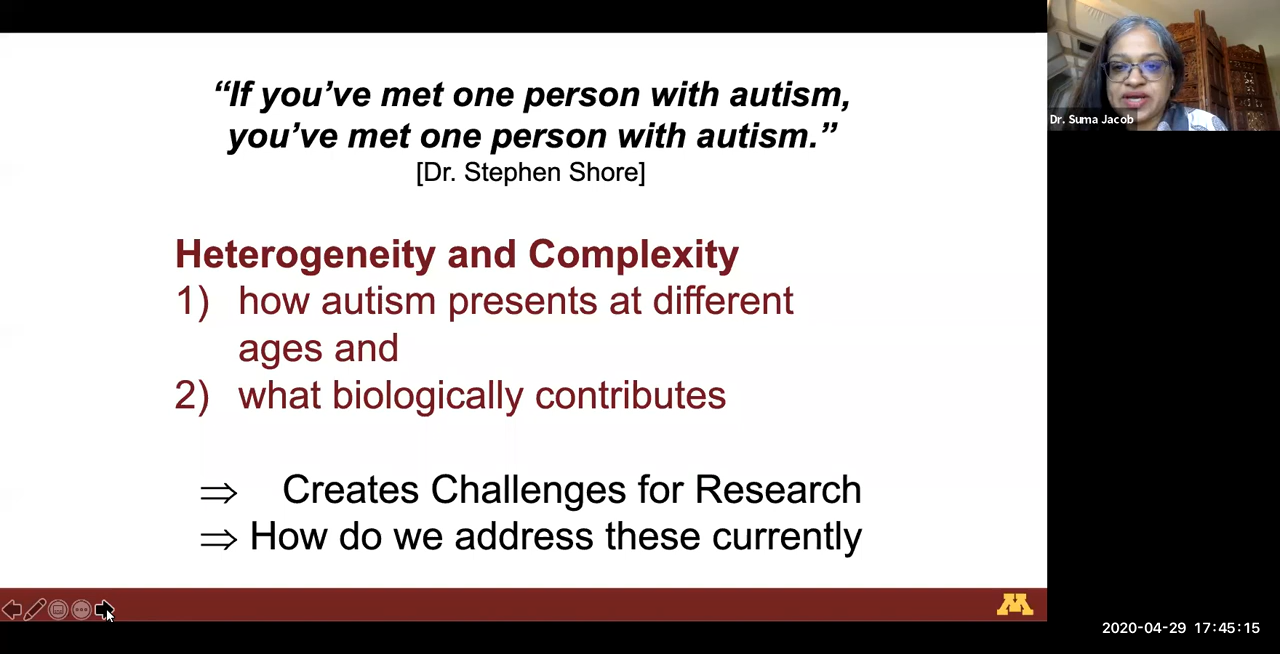 “If you’ve met one person with autism,
you’ve met one person with autism.”
[Dr. Stephen Shore]
Heterogeneity and Complexity
1) how autism presents at different
ages and
2) what biologically contributes
⇒ Creates Challenges for Research
⇒ How do we address these currently
M
Dr. Suma Jacob
2020-04-29 17:45:15